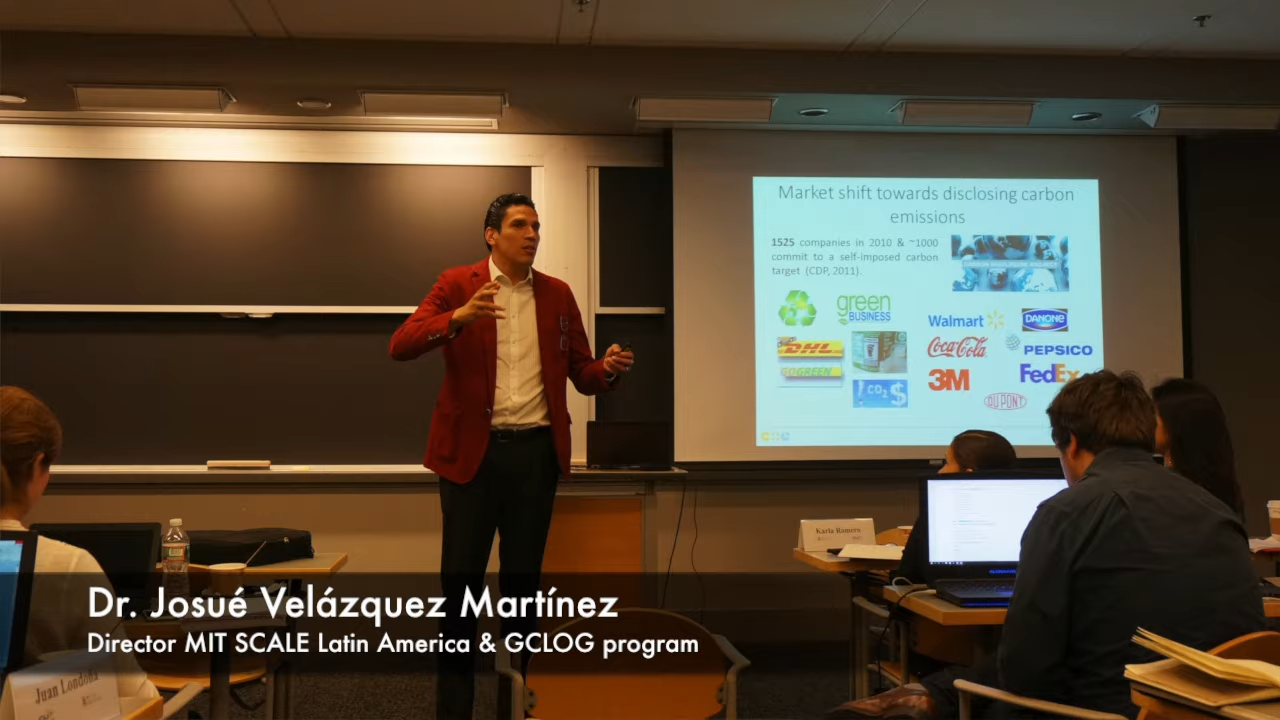 Market shift towards disclosing carbon
emissions
1525 companies in 2010 & ~1000
commit to a self-imposed carbon
target (CDP, 2011).
green
BUSINESS
Walmart
DANONE
DHL
GOGREEN
Coca-Cola
PEPSICO
CO2 $
3M
FedEx
DUPONT
Karla Romero
Dr. Josué Velázquez Martínez
Director MIT SCALE Latin America & GCLOG program
Juan Londoño